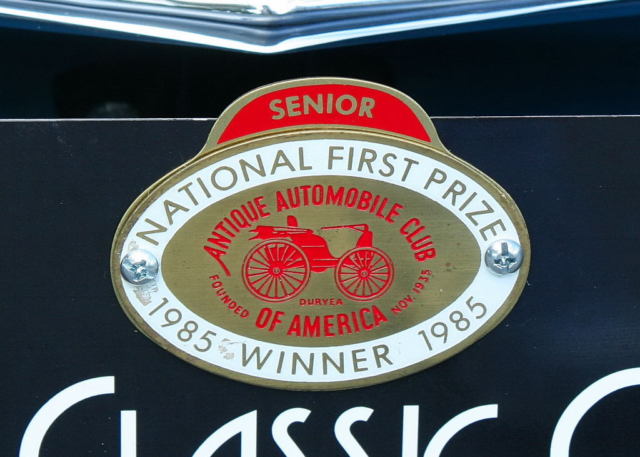 SENIOR
NATIONAL FIRST PRIZE
ANTIQUE AUTOMOBILE CLUB
DURYEA
FOUNDED NOV. 1935
OF AMERICA
1985 WINNER 1985
CLASSIC C